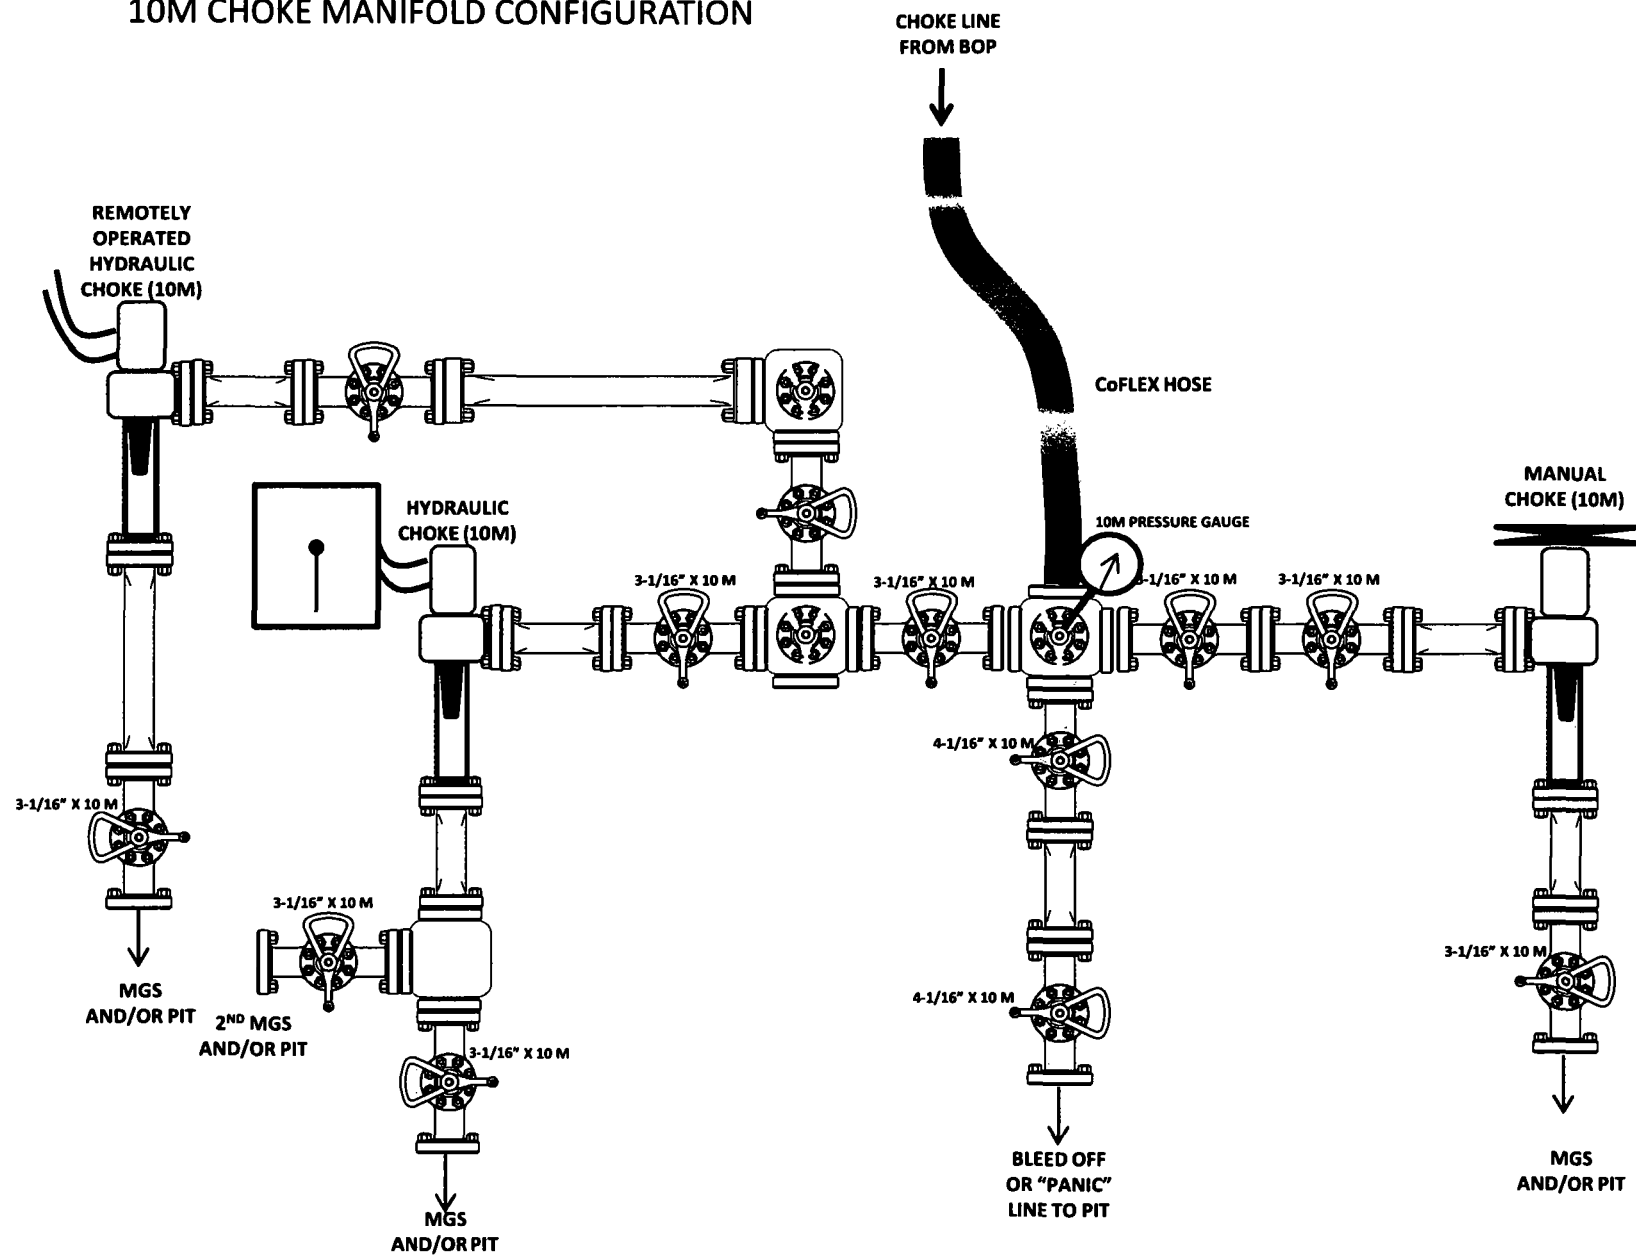 10M CHOKE MANIFOLD CONFIGURATION
CHOKE LINE
FROM BOP
REMOTELY
OPERATED
HYDRAULIC
CHOKE (10M)
CoFLEX HOSE
MANUAL
CHOKE (10M)
HYDRAULIC
CHOKE (10M)
10M PRESSURE GAUGE
3-1/16" X 10 M
3-1/16" X 10 M
3-1/16" X 10 M
3-1/16" X 10 M
4-1/16" X 10 M
3-1/16" X 10 M
3-1/16" X 10 M
3-1/16" X 10 M
4-1/16" X 10 M
MGS
AND/OR PIT
2ND MGS
AND/OR PIT
3-1/16" X 10 M
BLEED OFF
OR "PANIC"
LINE TO PIT
MGS
AND/OR PIT
MGS
AND/OR PIT